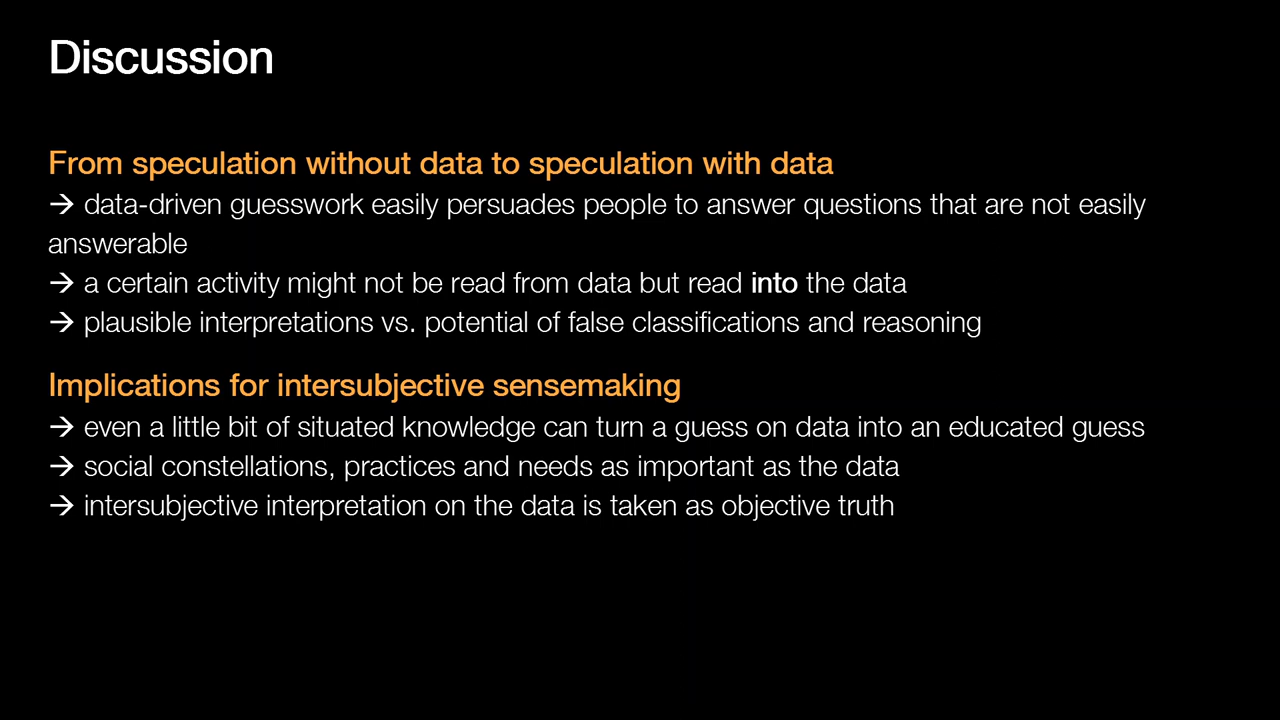 Discussion
From speculation without data to speculation with data
→ data-driven guesswork easily persuades people to answer questions that are not easily
answerable
→ a certain activity might not be read from data but read into the data
→ plausible interpretations vs. potential of false classifications and reasoning
Implications for intersubjective sensemaking
→ even a little bit of situated knowledge can turn a guess on data into an educated guess
→ social constellations, practices and needs as important as the data
→ intersubjective interpretation on the data is taken as objective truth